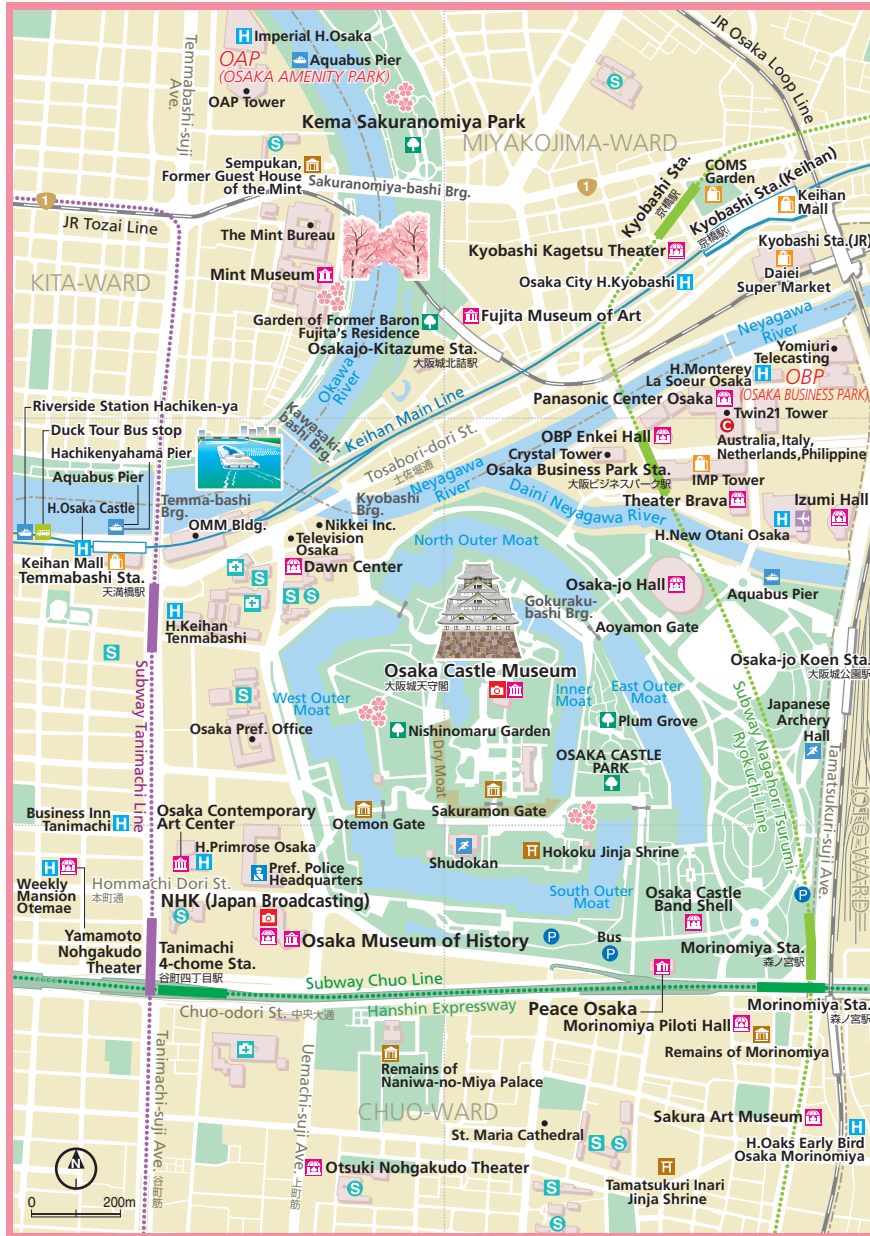 Imperial H.Osaka
OAP
(OSAKA AMENITY PARK)
Aquabus Pier
OAP Tower
Temmabashi-suji
Ave.
JR Osaka Loop Line
Kema Sakuranomiya Park
MIYAKOJIMA-WARD
S
S
Sempukan,
Former Guest House
of the Mint
Sakuranomiya-bashi Brg.
1
1
JR Tozai Line
Kyobashi Sta.
京橋駅
COMS
Garden
Kyobashi Sta.(Keihan)
京橋駅
Keihan
Mall
The Mint Bureau
Kyobashi Kagetsu Theater
Kyobashi Sta.(JR)
KITA-WARD
Mint Museum
Osaka City H.Kyobashi
H
Daiei
Super Market
Garden of Former Baron
Fujita's Residence
Fujita Museum of Art
Neyagawa
River
Osakajo-Kitazume Sta.
大阪城北詰駅
Yomiuri
Telecasting
Okawa
River
H.Monterey
La Soeur Osaka
H
OBP
(OSAKA BUSINESS PARK)
Panasonic Center Osaka
Riverside Station Hachiken-ya
Duck Tour Bus stop
Hachikenyahama Pier
Aquabus Pier
H.Osaka Castle
H
Kawasaki-
bashi Brg.
Keihan Main Line
Twin21 Tower
C
Australia,Italy,
Netherlands,Philippine
OBP Enkei Hall
Tosabori-dori St.
土佐堀通
Crystal Tower
Osaka Business Park Sta.
大阪ビジネスパーク駅
IMP Tower
Neyagawa
River
Temma-bashi
Brg.
Kyobashi
Brg.
Theater Brava
Izumi Hall
Daini Neyagawa River
OMM Bldg.
Nikkei Inc.
Television
Osaka
H
H.New Otani Osaka
Keihan Mall
Temmabashi Sta.
天満橋駅
North Outer Moat
Dawn Center
S
S
S
Osaka-jo Hall
Aquabus Pier
H
H.Keihan
Tenmabashi
Gokuraku-
bashi Brg.
Aoyamon Gate
S
Osaka Castle Museum
大阪城天守閣
Osaka-jo Koen Sta.
大阪城公園駅
Subway Tanimachi Line
S
West Outer
Moat
Inner
Moat
East Outer
Moat
Japanese
Archery
Hall
Osaka Pref. Office
Nishinomaru Garden
Plum Grove
Dry Moat
OSAKA CASTLE
PARK
Subway Nagahori Tsurumi-
Ryokuchi Line
Tamatsukuri-suji Ave.
JOTO-WARD
Business Inn
Tanimachi
H
Osaka Contemporary
Art Center
Otemon Gate
Sakuramon Gate
H.Primrose Osaka
H
Shudokan
Hokoku Jinja Shrine
H
Weekly
Mansion
Otemae
Pref. Police
Headquarters
Hommachi Dori St.
本町通
South Outer
Moat
Osaka Castle
Band Shell
P
NHK (Japan Broadcasting)
S
Yamamoto
Nohgakudo
Theater
Tanimachi
4-chome Sta.
谷町四丁目駅
Osaka Museum of History
P
Bus
P
Morinomiya Sta.
森ノ宮駅
Subway Chuo Line
Chuo-odori St. 中央大通
Hanshin Expressway
Peace Osaka
Morinomiya Sta.
森ノ宮駅
Morinomiya Piloti Hall
Remains of Morinomiya
Tanimachi-suji Ave. 谷町筋
Uemachi-suji Ave. 上町筋
Remains of
Naniwa-no-Miya Palace
CHUO-WARD
Sakura Art Museum
St. Maria Cathedral
S
S
H
H.Oaks Early Bird
Osaka Morinomiya
N
Otsuki Nohgakudo Theater
S
S
S
Tamatsukuri Inari
Jinja Shrine
0
200m